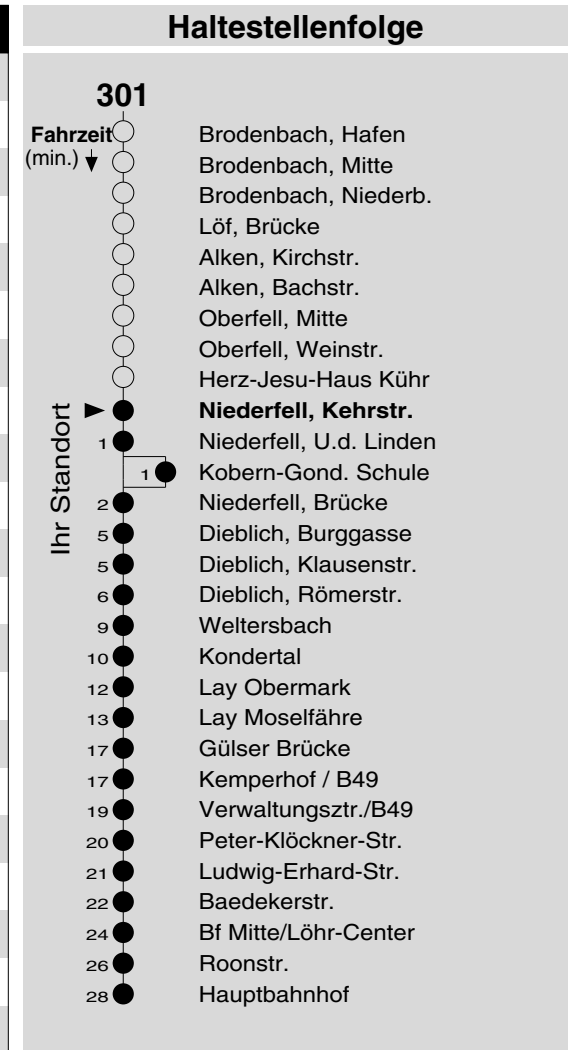 Haltestellenfolge
301
Fahrzeit
(min.)
Brodenbach, Hafen
Brodenbach, Mitte
Brodenbach, Niederb.
Löf, Brücke
Alken, Kirchstr.
Alken, Bachstr.
Oberfell, Mitte
Oberfell, Weinstr.
Herz-Jesu-Haus Kühr
Ihr Standort
Niederfell, Kehrstr.
1 Niederfell, U.d. Linden
1 Kobern-Gond. Schule
2 Niederfell, Brücke
5 Dieblich, Burggasse
5 Dieblich, Klausenstr.
6 Dieblich, Römerstr.
9 Weltersbach
10 Kondertal
12 Lay Obermark
13 Lay Moselfähre
17 Gülser Brücke
17 Kemperhof / B49
19 Verwaltungsztr./B49
20 Peter-Klöckner-Str.
21 Ludwig-Erhard-Str.
22 Baedekerstr.
24 Bf Mitte/Löhr-Center
26 Roonstr.
28 Hauptbahnhof